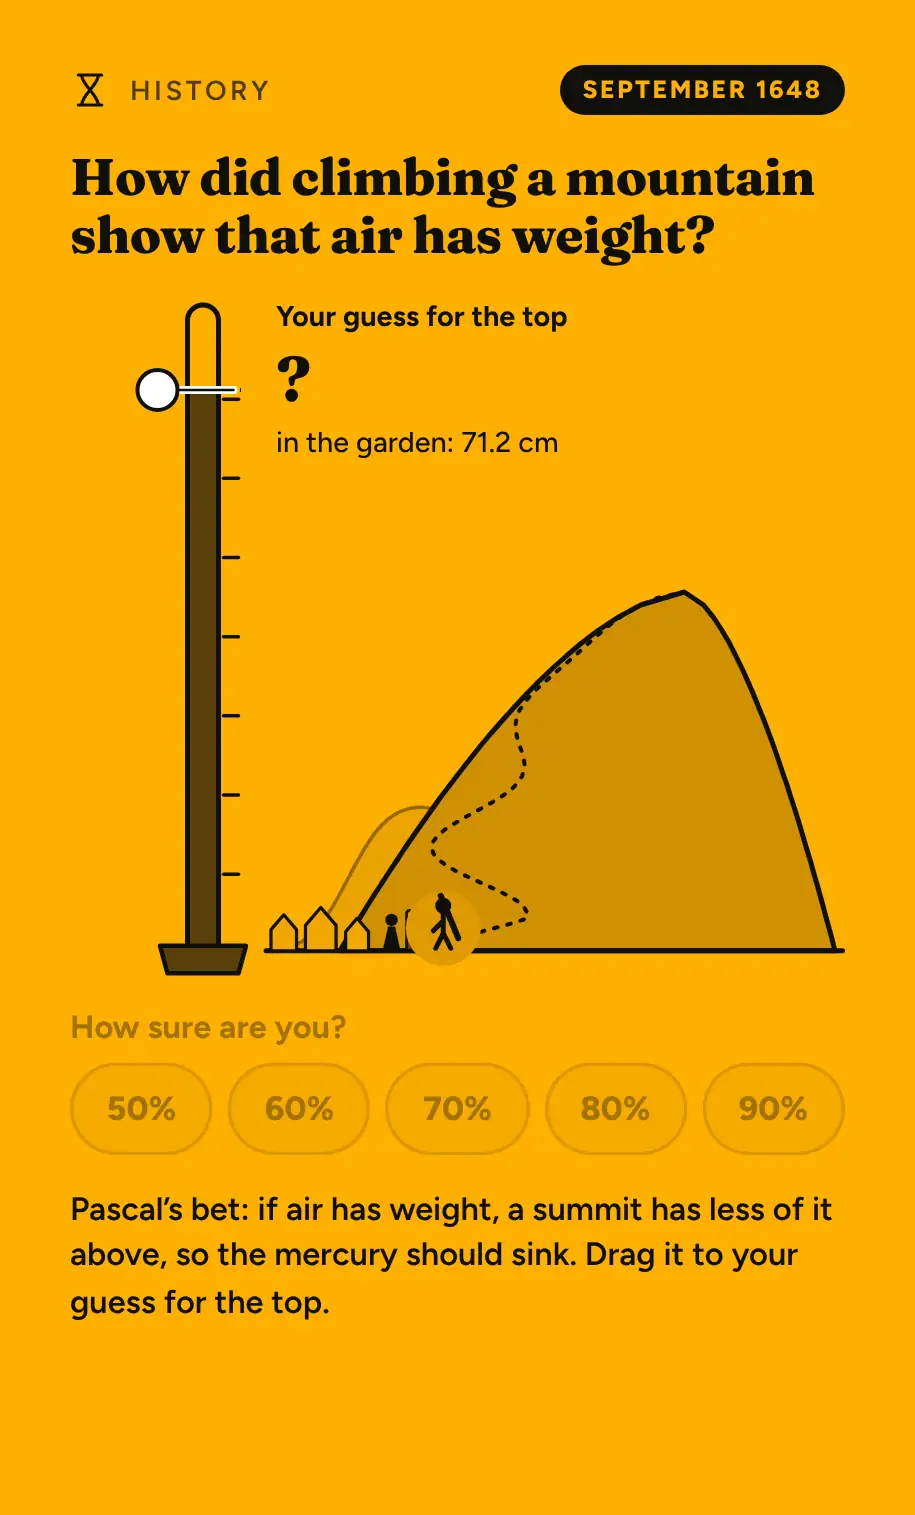 HISTORY
SEPTEMBER 1648
How did climbing a mountain
show that air has weight?
Your guess for the top
?
in the garden: 71.2 cm
How sure are you?
50%
60%
70%
80%
90%
Pascal’s bet: if air has weight, a summit has less of it
above, so the mercury should sink. Drag it to your
guess for the top.